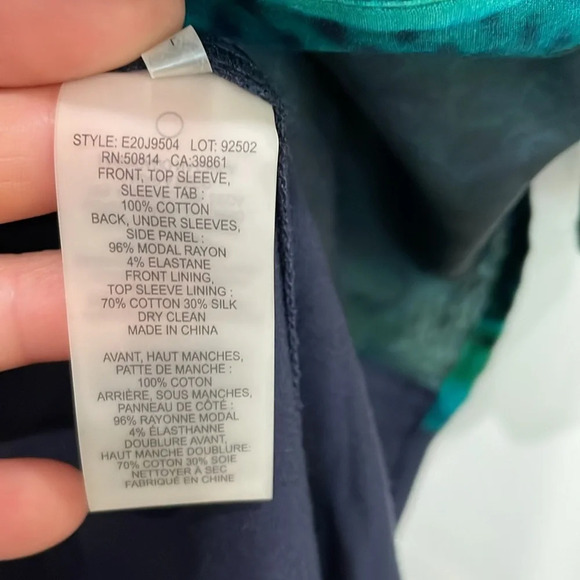 STYLE: E20J9504 LOT: 92502
RN:50814 CA:39861
FRONT, TOP SLEEVE,
SLEEVE TAB :
100% COTTON
BACK, UNDER SLEEVES,
SIDE PANEL :
96% MODAL RAYON
4% ELASTANE
FRONT LINING,
TOP SLEEVE LINING :
70% COTTON 30% SILK
DRY CLEAN
MADE IN CHINA
AVANT, HAUT MANCHES,
PATTE DE MANCHE :
100% COTON
ARRIÈRE, SOUS MANCHES,
PANNEAU DE CÔTÉ :
96% RAYONNE MODAL
4% ÉLASTHANNE
DOUBLURE AVANT,
HAUT MANCHE DOUBLURE:
70% COTON 30% SOIE
NETTOYER À SEC
FABRIQUÉ EN CHINE